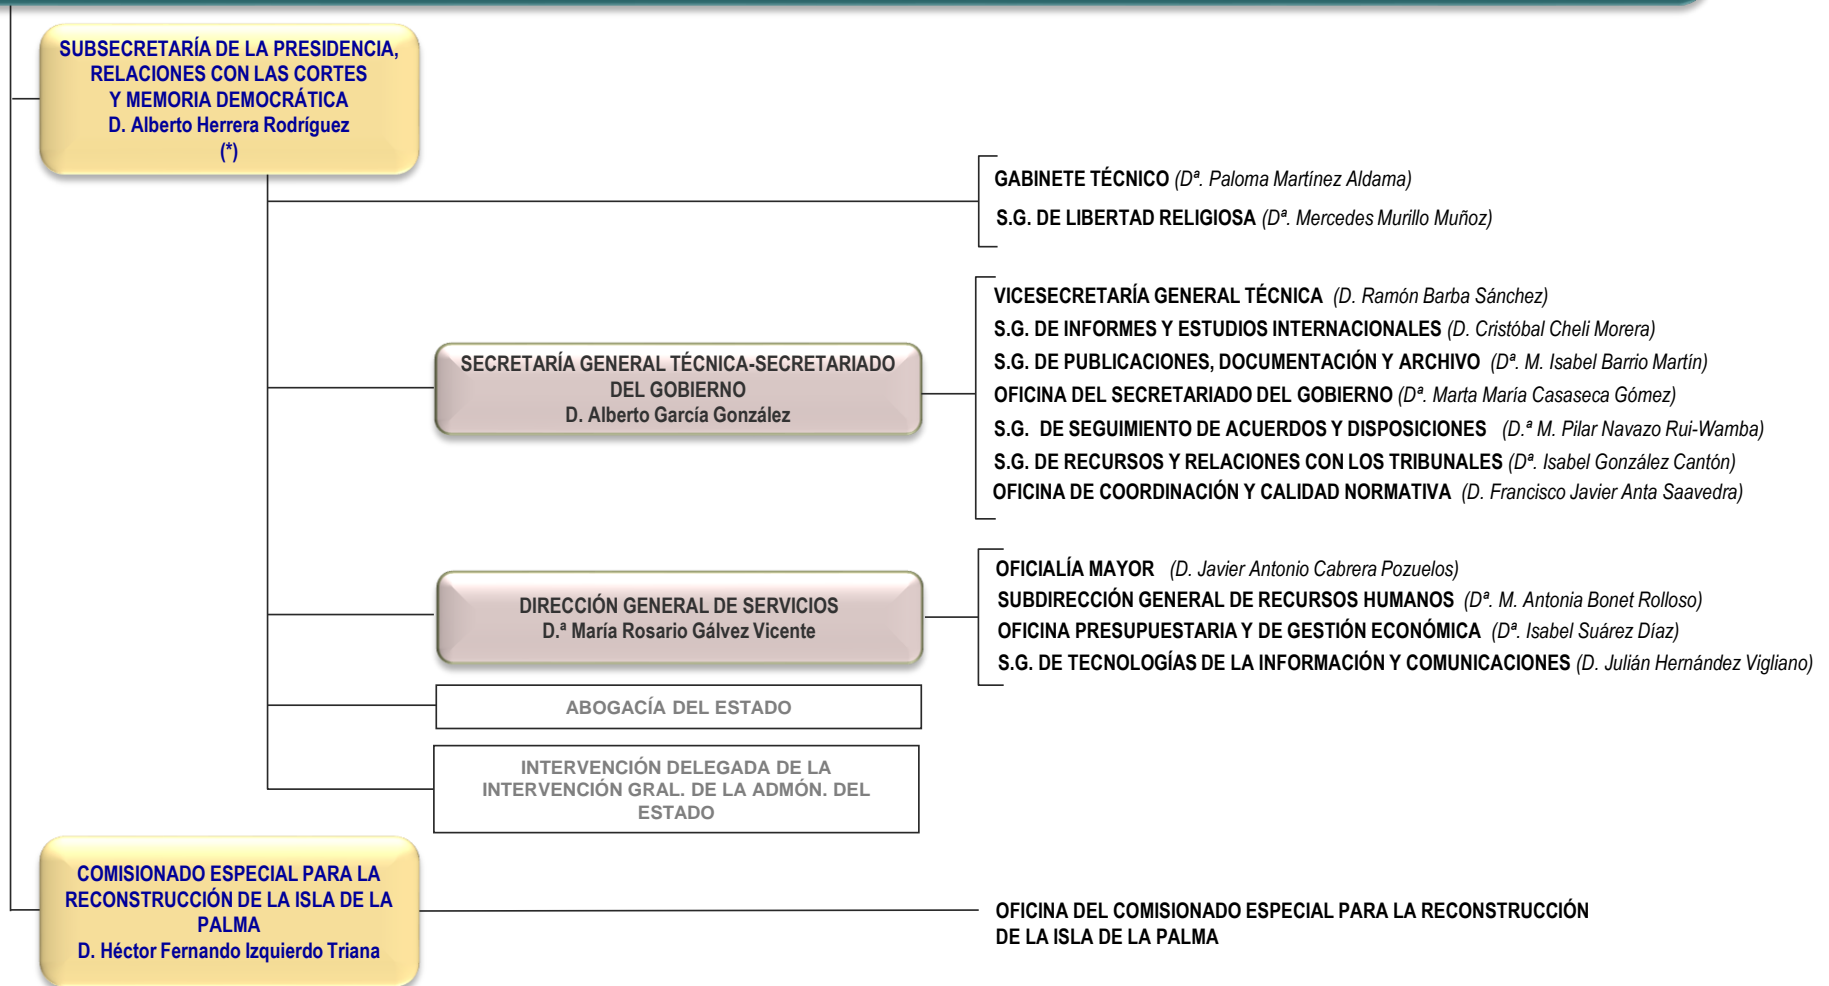 SUBSECRETARÍA DE LA PRESIDENCIA,
RELACIONES CON LAS CORTES
Y MEMORIA DEMOCRÁTICA
D. Alberto Herrera Rodríguez
(*)
GABINETE TÉCNICO (Dª. Paloma Martínez Aldama)
S.G. DE LIBERTAD RELIGIOSA (Dª. Mercedes Murillo Muñoz)
SECRETARÍA GENERAL TÉCNICA-SECRETARIADO
DEL GOBIERNO
D. Alberto García González
VICESECRETARÍA GENERAL TÉCNICA (D. Ramón Barba Sánchez)
S.G. DE INFORMES Y ESTUDIOS INTERNACIONALES (D. Cristóbal Cheli Morera)
S.G. DE PUBLICACIONES, DOCUMENTACIÓN Y ARCHIVO (Dª. M. Isabel Barrio Martín)
OFICINA DEL SECRETARIADO DEL GOBIERNO (Dª. Marta María Casaseca Gómez)
S.G. DE SEGUIMIENTO DE ACUERDOS Y DISPOSICIONES (D.ª M. Pilar Navazo Rui-Wamba)
S.G. DE RECURSOS Y RELACIONES CON LOS TRIBUNALES (Dª. Isabel González Cantón)
OFICINA DE COORDINACIÓN Y CALIDAD NORMATIVA (D. Francisco Javier Anta Saavedra)
DIRECCIÓN GENERAL DE SERVICIOS
D.ª María Rosario Gálvez Vicente
OFICIALÍA MAYOR (D. Javier Antonio Cabrera Pozuelos)
SUBDIRECCIÓN GENERAL DE RECURSOS HUMANOS (Dª. M. Antonia Bonet Rolloso)
OFICINA PRESUPUESTARIA Y DE GESTIÓN ECONÓMICA (Dª. Isabel Suárez Díaz)
S.G. DE TECNOLOGÍAS DE LA INFORMACIÓN Y COMUNICACIONES (D. Julián Hernández Vigliano)
ABOGACÍA DEL ESTADO
INTERVENCIÓN DELEGADA DE LA
INTERVENCIÓN GRAL. DE LA ADMÓN. DEL
ESTADO
COMISIONADO ESPECIAL PARA LA
RECONSTRUCCIÓN DE LA ISLA DE LA
PALMA
D. Héctor Fernando Izquierdo Triana
OFICINA DEL COMISIONADO ESPECIAL PARA LA RECONSTRUCCIÓN
DE LA ISLA DE LA PALMA